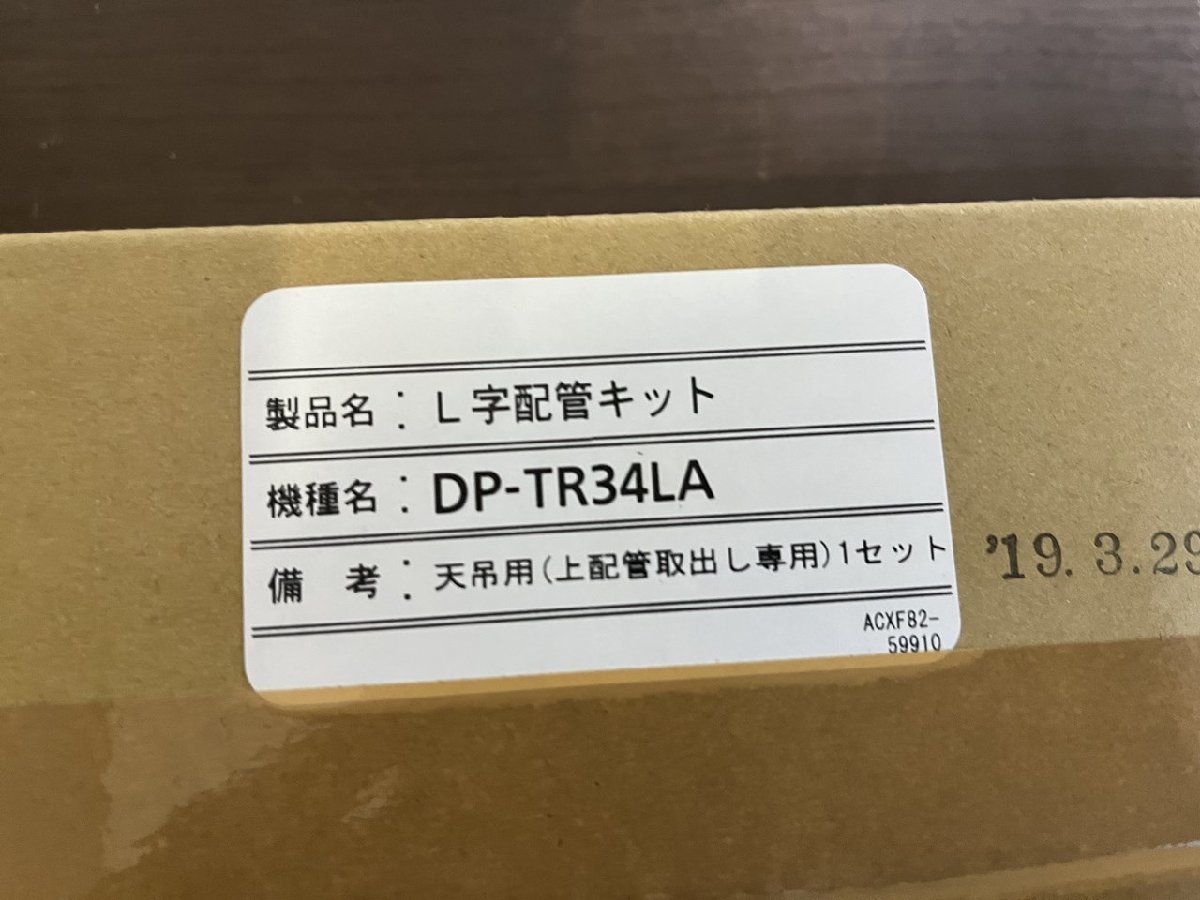 製品名：L字配管キット
機種名：DP-TR34LA
備　考：天吊用(上配管取出し専用)1セット
ACXF82-
59910
'19.3.29